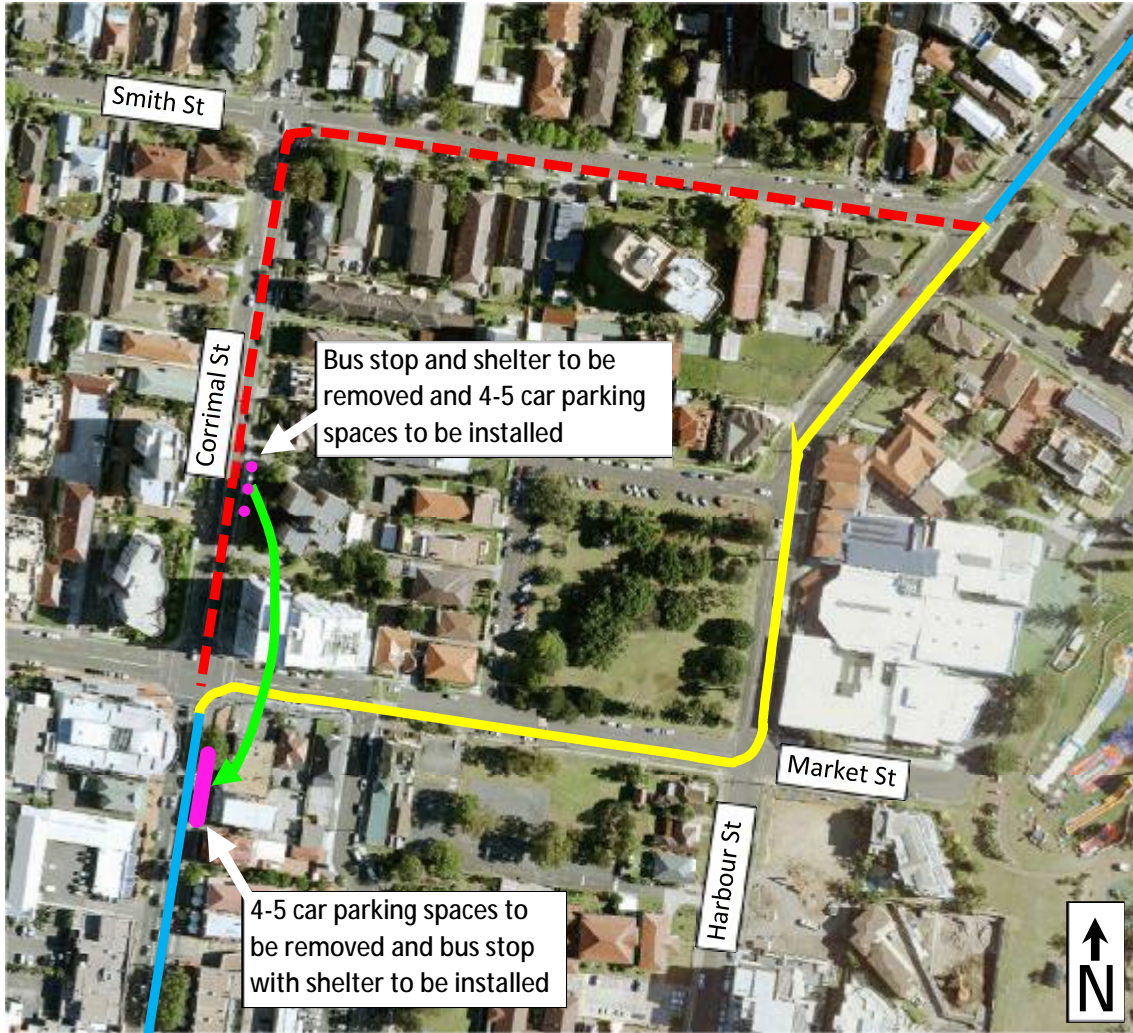 Smith St
Corrimal St
Bus stop and shelter to be
removed and 4-5 car parking
spaces to be installed
Market St
Harbour St
4-5 car parking spaces to
be removed and bus stop
with shelter to be installed
N